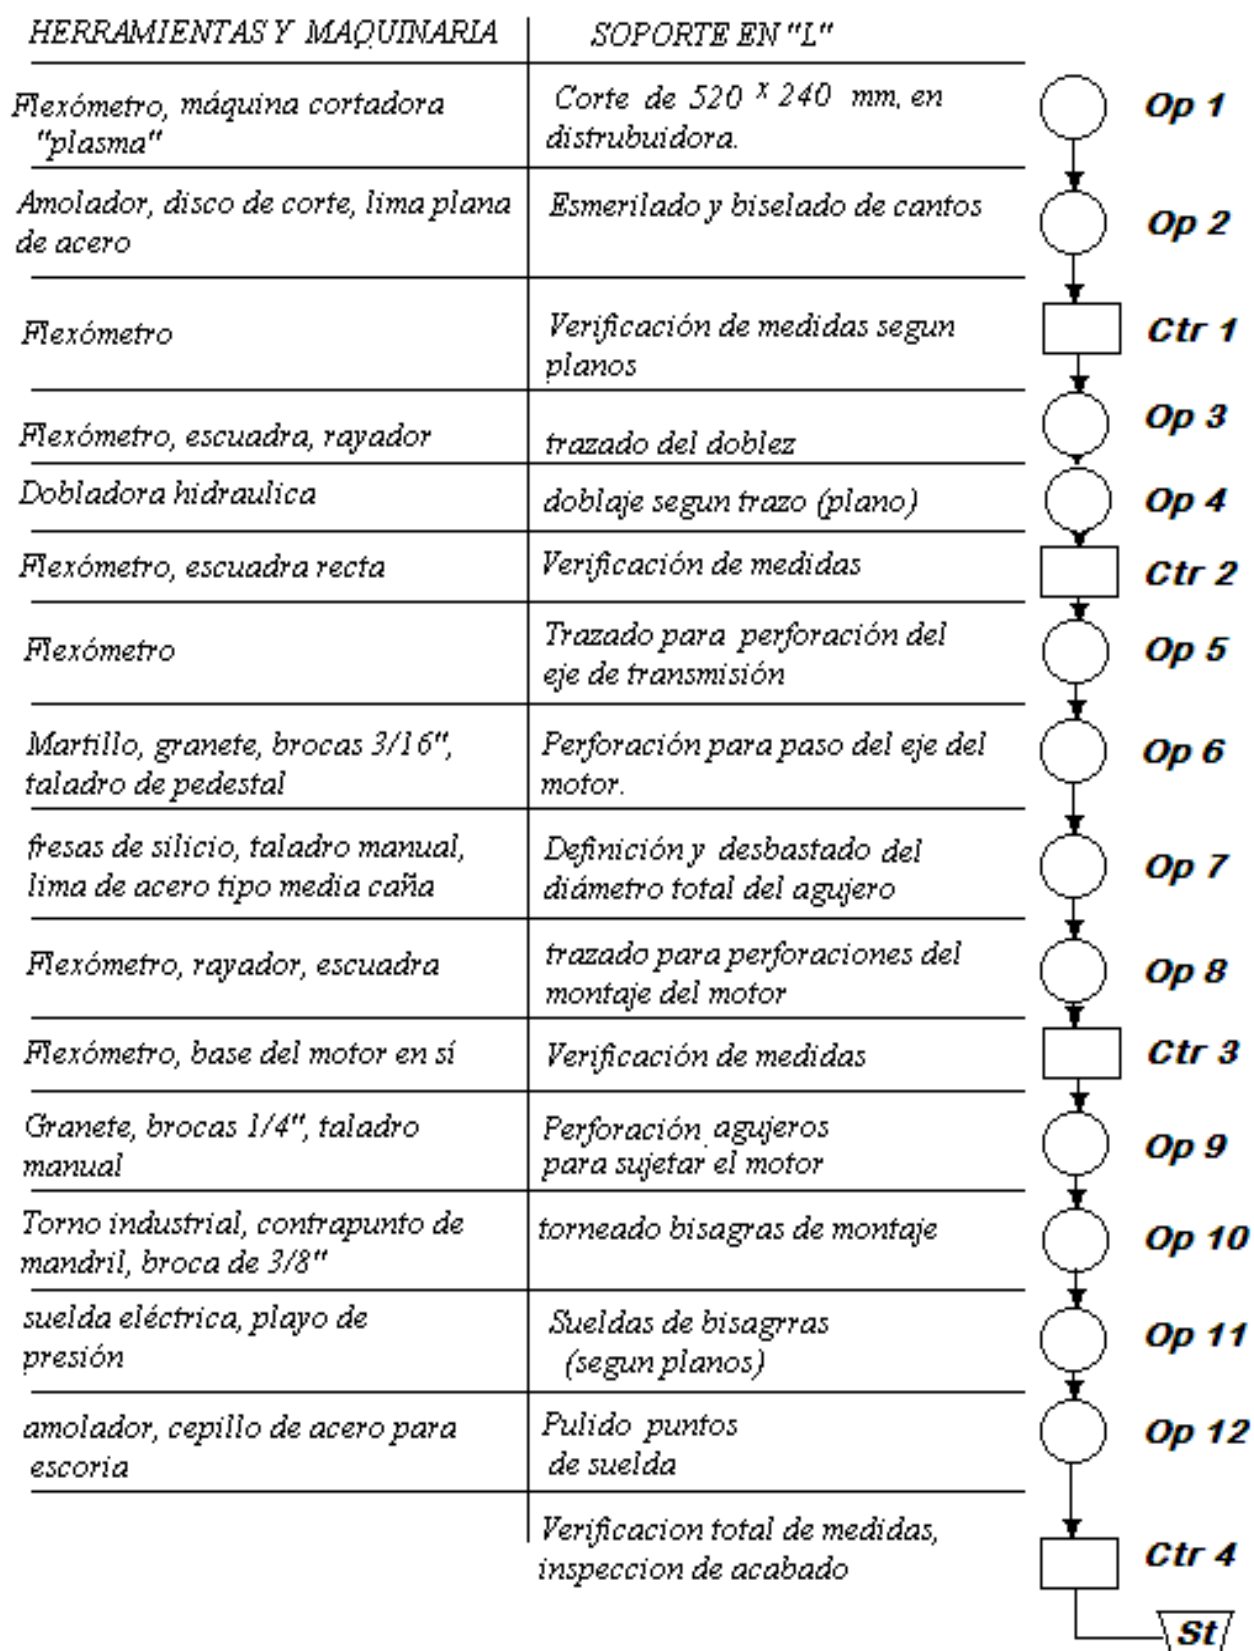 HERRAMIENTAS Y MAQUINARIA
SOPORTE EN "L"
Flexómetro, máquina cortadora
"plasma"
Corte de 520 x 240 mm. en
distrubuidora.
Op 1
Amolador, disco de corte, lima plana
de acero
Esmerilado y biselado de cantos
Op 2
Flexómetro
Verificación de medidas segun
planos
Ctr 1
Flexómetro, escuadra, rayador
trazado del doblez
Op 3
Dobladora hidraulica
doblaje segun trazo (plano)
Op 4
Flexómetro, escuadra recta
Verificación de medidas
Ctr 2
Flexómetro
Trazado para perforación del
eje de transmisión
Op 5
Martillo, granete, brocas 3/16",
taladro de pedestal
Perforación para paso del eje del
motor.
Op 6
fresas de silicio, taladro manual,
lima de acero tipo media caña
Definición y desbastado del
diámetro total del agujero
Op 7
Flexómetro, rayador, escuadra
trazado para perforaciones del
montaje del motor
Op 8
Flexómetro, base del motor en sí
Verificación de medidas
Ctr 3
Granete, brocas 1/4", taladro
manual
Perforación agujeros
para sujetar el motor
Op 9
Torno industrial, contrapunto de
mandril, broca de 3/8"
torneado bisagras de montaje
Op 10
suelda eléctrica, playo de
presión
Sueldas de bisagrras
(segun planos)
Op 11
amolador, cepillo de acero para
escoria
Pulido puntos
de suelda
Op 12
Verificacion total de medidas,
inspeccion de acabado
Ctr 4
St